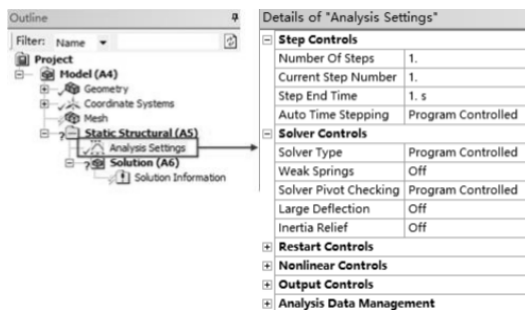 Outline
Filter: Name
Project
Model (A4)
Geometry
Coordinate Systems
Mesh
Static Structural (A5)
Analysis Settings
Solution (A6)
Solution Information
Details of "Analysis Settings"
Step Controls
Number Of Steps 1.
Current Step Number 1.
Step End Time 1. s
Auto Time Stepping Program Controlled
Solver Controls
Solver Type Program Controlled
Weak Springs Off
Solver Pivot Checking Program Controlled
Large Deflection Off
Inertia Relief Off
Restart Controls
Nonlinear Controls
Output Controls
Analysis Data Management